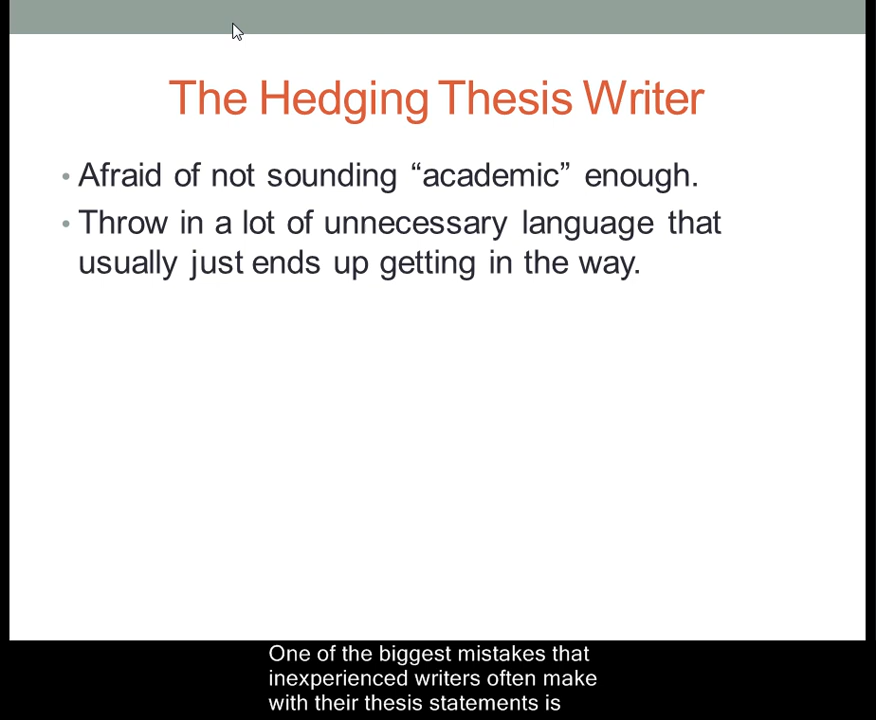 The Hedging Thesis Writer
• Afraid of not sounding “academic” enough.
• Throw in a lot of unnecessary language that
usually just ends up getting in the way.
One of the biggest mistakes that
inexperienced writers often make
with their thesis statements is